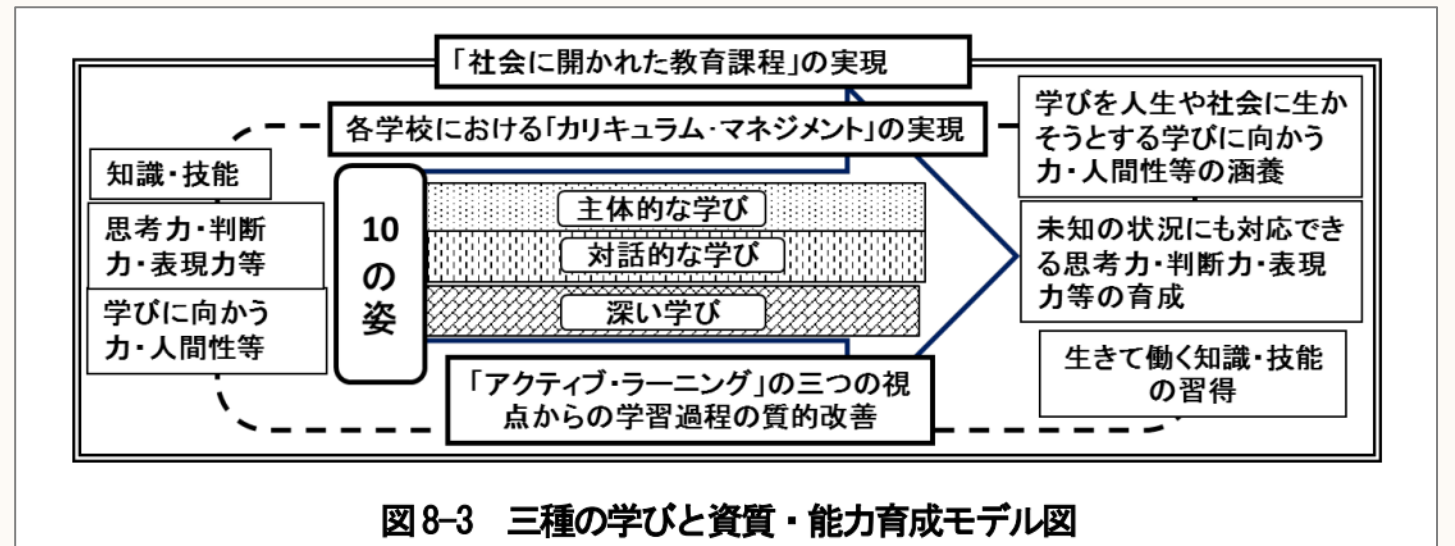 「社会に開かれた教育課程」の実現
各学校における「カリキュラム・マネジメント」の実現
知識・技能
思考力・判断
力・表現力等
学びに向かう
力・人間性等
10
の
姿
主体的な学び
対話的な学び
深い学び
「アクティブ・ラーニング」の三つの視
点からの学習過程の質的改善
学びを人生や社会に生か
そうとする学びに向かう
力・人間性等の涵養
未知の状況にも対応でき
る思考力・判断力・表現
力等の育成
生きて働く知識・技能
の習得
図8-3 三種の学びと資質・能力育成モデル図